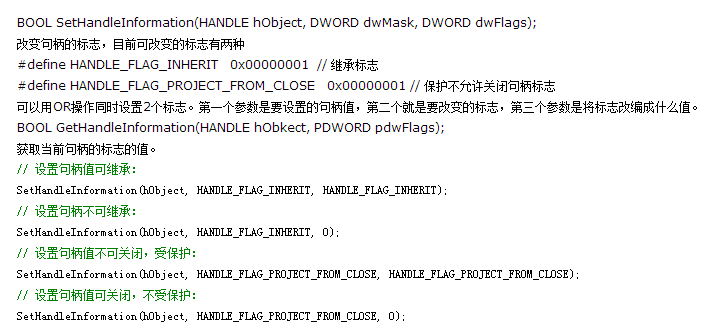 BOOL SetHandleInformation(HANDLE hObject, DWORD dwMask, DWORD dwFlags);
改变句柄的标志，目前可改变的标志有两种
#define HANDLE_FLAG_INHERIT 0x00000001 // 继承标志
#define HANDLE_FLAG_PROJECT_FROM_CLOSE 0x00000001 // 保护不允许关闭句柄标志
可以用OR操作同时设置2个标志。第一个参数是要设置的句柄值，第二个就是要改变的标志，第三个参数是将标志改编成什么值。
BOOL GetHandleInformation(HANDLE hObkect, PDWORD pdwFlags);
获取当前句柄的标志的值。
// 设置句柄值可继承：
SetHandleInformation(hObject, HANDLE_FLAG_INHERIT, HANDLE_FLAG_INHERIT);
// 设置句柄不可继承：
SetHandleInformation(hObject, HANDLE_FLAG_INHERIT, 0);
// 设置句柄值不可关闭，受保护：
SetHandleInformation(hObject, HANDLE_FLAG_PROJECT_FROM_CLOSE, HANDLE_FLAG_PROJECT_FROM_CLOSE);
// 设置句柄值可关闭，不受保护：
SetHandleInformation(hObject, HANDLE_FLAG_PROJECT_FROM_CLOSE, 0);